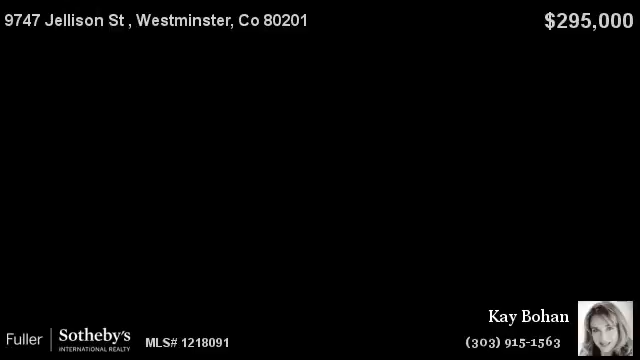 9747 Jellison St , Westminster, Co 80201
$295,000
Kay Bohan
Fuller Sotheby's
INTERNATIONAL REALTY
MLS# 1218091
(303) 915-1563